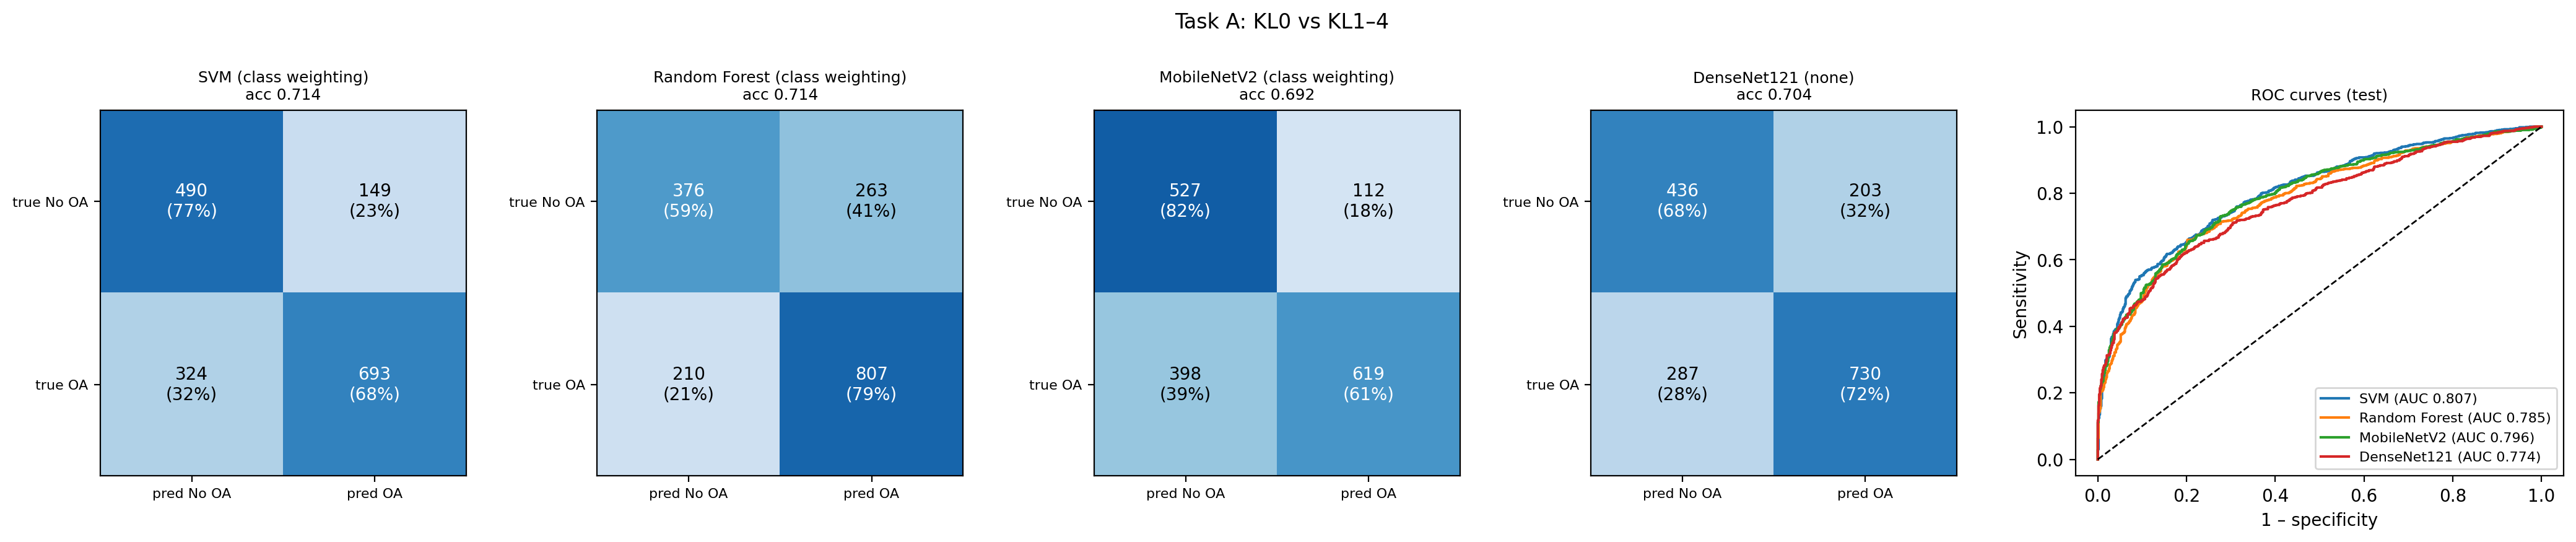 Task A: KL0 vs KL1–4
SVM (class weighting)
acc 0.714
true No OA
true OA
490
(77%)
149
(23%)
324
(32%)
693
(68%)
pred No OA
pred OA
Random Forest (class weighting)
acc 0.714
true No OA
true OA
376
(59%)
263
(41%)
210
(21%)
807
(79%)
pred No OA
pred OA
MobileNetV2 (class weighting)
acc 0.692
true No OA
true OA
527
(82%)
112
(18%)
398
(39%)
619
(61%)
pred No OA
pred OA
DenseNet121 (none)
acc 0.704
true No OA
true OA
436
(68%)
203
(32%)
287
(28%)
730
(72%)
pred No OA
pred OA
ROC curves (test)
Sensitivity
1.0
0.8
0.6
0.4
0.2
0.0
SVM (AUC 0.807)
Random Forest (AUC 0.785)
MobileNetV2 (AUC 0.796)
DenseNet121 (AUC 0.774)
0.0 0.2 0.4 0.6 0.8 1.0
1 – specificity